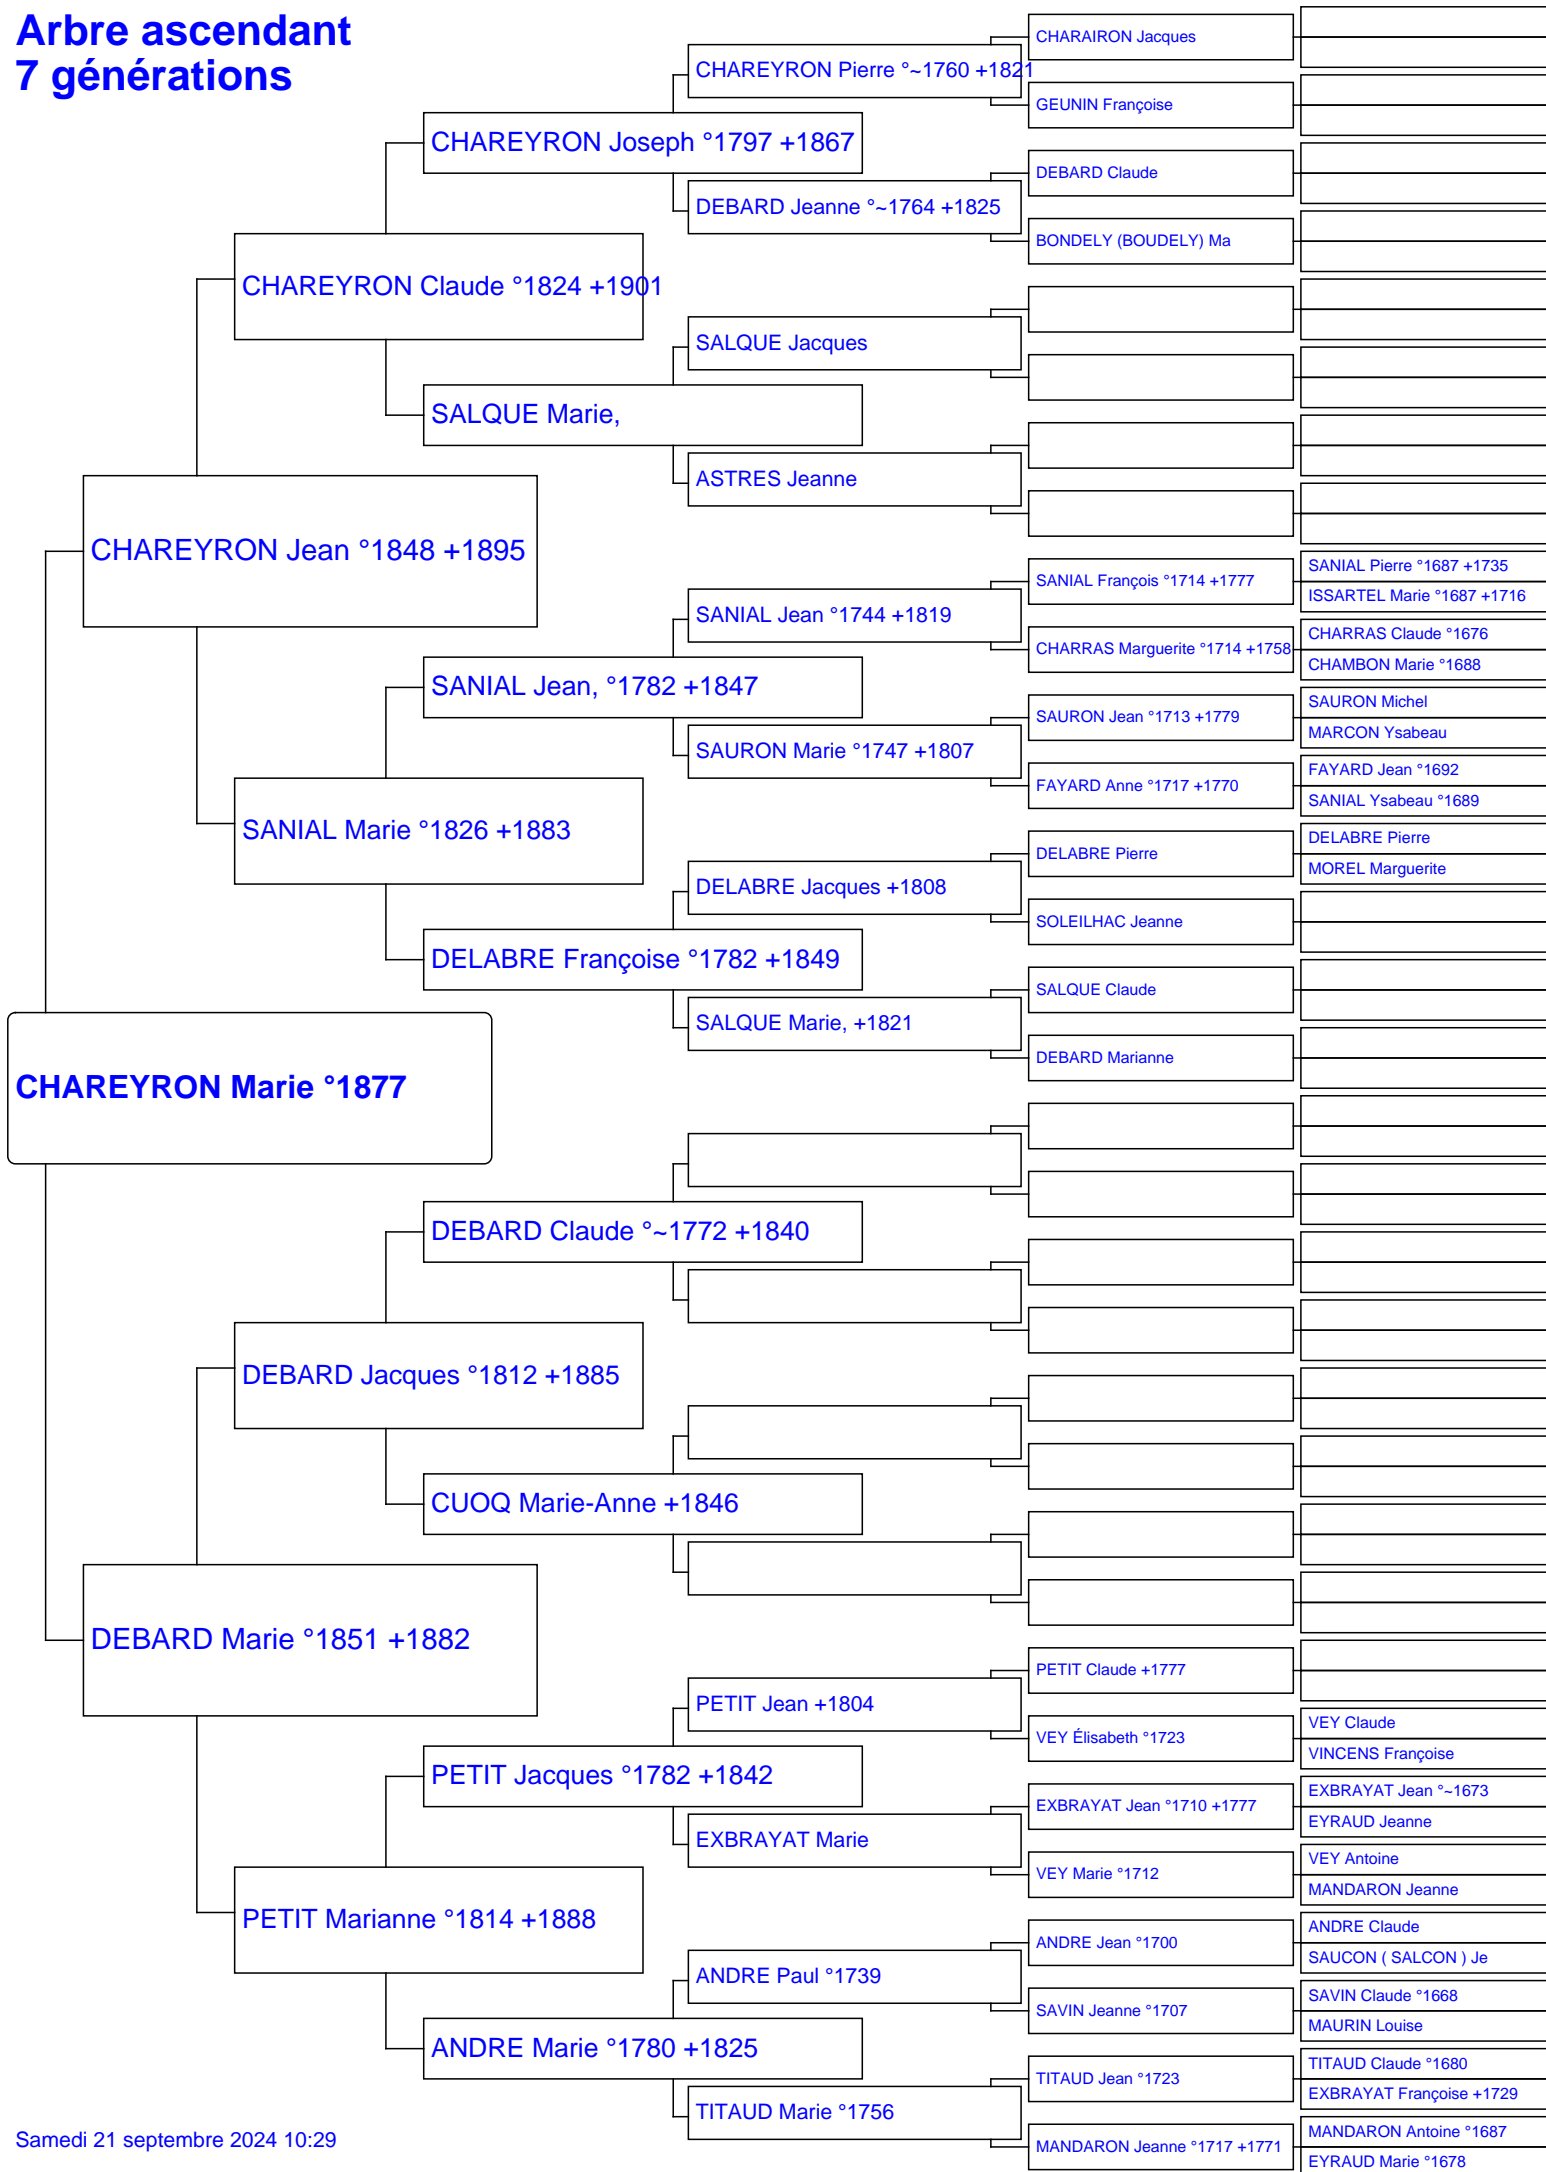 Arbre ascendant
7 générations
CHAREYRON Marie °1877
CHAREYRON Jean °1848 +1895
DEBARD Marie °1851 +1882
CHAREYRON Claude °1824 +1901
SANIAL Marie °1826 +1883
DEBARD Jacques °1812 +1885
PETIT Marianne °1814 +1888
CHAREYRON Joseph °1797 +1867
SALQUE Marie,
SANIAL Jean, °1782 +1847
DELABRE Françoise °1782 +1849
DEBARD Claude °~1772 +1840
CUOQ Marie-Anne +1846
PETIT Jacques °1782 +1842
ANDRE Marie °1780 +1825
CHAREYRON Pierre °~1760 +1821
DEBARD Jeanne °~1764 +1825
SALQUE Jacques
ASTRES Jeanne
SANIAL Jean °1744 +1819
SAURON Marie °1747 +1807
DELABRE Jacques +1808
SALQUE Marie, +1821
PETIT Jean +1804
EXBRAYAT Marie
ANDRE Paul °1739
TITAUD Marie °1756
CHARAIRON Jacques
GEUNIN Françoise
DEBARD Claude
BONDELY (BOUDELY) Ma
SANIAL François °1714 +1777
CHARRAS Marguerite °1714 +1758
SAURON Jean °1713 +1779
FAYARD Anne °1717 +1770
DELABRE Pierre
SOLEILHAC Jeanne
SALQUE Claude
DEBARD Marianne
PETIT Claude +1777
VEY Élisabeth °1723
EXBRAYAT Jean °1710 +1777
VEY Marie °1712
ANDRE Jean °1700
SAVIN Jeanne °1707
TITAUD Jean °1723
MANDARON Jeanne °1717 +1771
SANIAL Pierre °1687 +1735
ISSARTEL Marie °1687 +1716
CHARRAS Claude °1676
CHAMBON Marie °1688
SAURON Michel
MARCON Ysabeau
FAYARD Jean °1692
SANIAL Ysabeau °1689
DELABRE Pierre
MOREL Marguerite
VEY Claude
VINCENS Françoise
EXBRAYAT Jean °~1673
EYRAUD Jeanne
VEY Antoine
MANDARON Jeanne
ANDRE Claude
SAUCON ( SALCON ) Je
SAVIN Claude °1668
MAURIN Louise
TITAUD Claude °1680
EXBRAYAT Françoise +1729
MANDARON Antoine °1687
EYRAUD Marie °1678
Samedi 21 septembre 2024 10:29